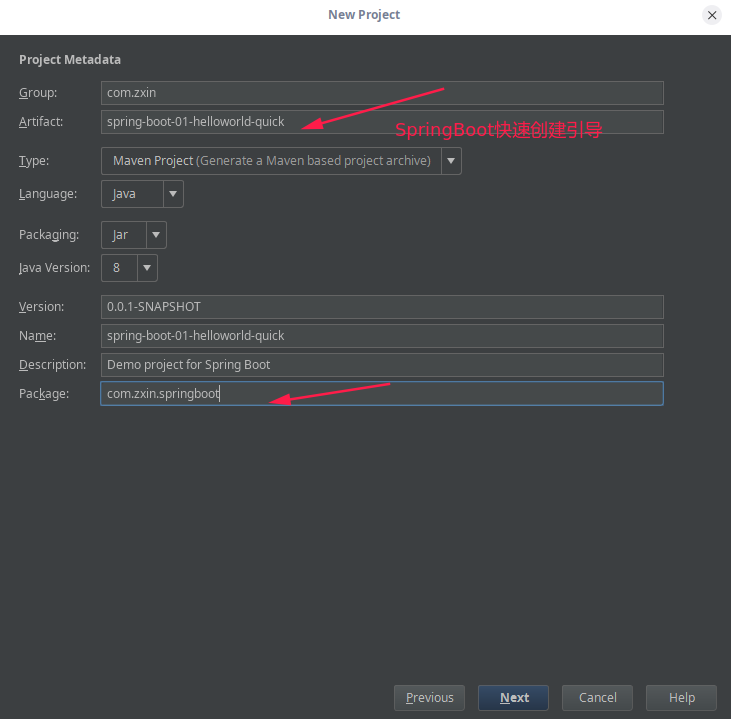 New Project
Project Metadata
Group: com.zxin
Artifact: spring-boot-01-helloworld-quick
SpringBoot快速创建引导
Type: Maven Project (Generate a Maven based project archive)
Language: Java
Packaging: Jar
Java Version: 8
Version: 0.0.1-SNAPSHOT
Name: spring-boot-01-helloworld-quick
Description: Demo project for Spring Boot
Package: com.zxin.springboot
Previous Next Cancel Help